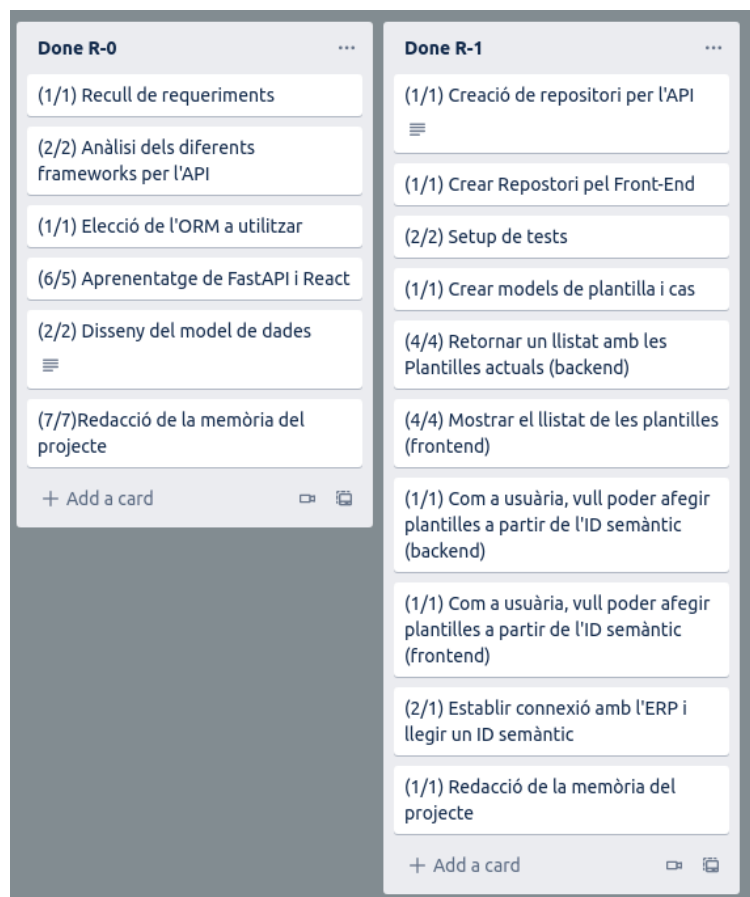 Done R-0
(1/1) Recull de requeriments
(2/2) Anàlisi dels diferents
frameworks per l'API
(1/1) Elecció de l'ORM a utilitzar
(6/5) Aprenentatge de FastAPI i React
(2/2) Disseny del model de dades
(7/7)Redacció de la memòria del
projecte
+ Add a card
Done R-1
(1/1) Creació de repositori per l'API
(1/1) Crear Repostori pel Front-End
(2/2) Setup de tests
(1/1) Crear models de plantilla i cas
(4/4) Retornar un llistat amb les
Plantilles actuals (backend)
(4/4) Mostrar el llistat de les plantilles
(frontend)
(1/1) Com a usuària, vull poder afegir
plantilles a partir de l'ID semàntic
(backend)
(1/1) Com a usuària, vull poder afegir
plantilles a partir de l'ID semàntic
(frontend)
(2/1) Establir connexió amb l'ERP i
llegir un ID semàntic
(1/1) Redacció de la memòria del
projecte
+ Add a card